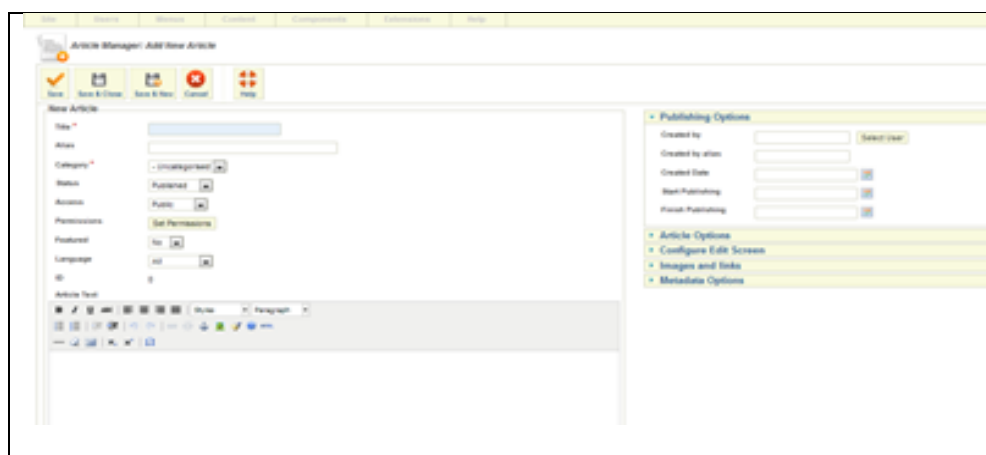 Site Users Menus Content Components Extensions Help
Article Manager: Add New Article
Save Save & Close Save & New Cancel Help
New Article
Title *
Alias
Category * - Uncategorised
Status Published
Access Public
Permissions Set Permissions
Featured No
Language All
ID 0
Article Text
B I U ABC Styles Paragraph
HTML
Publishing Options
Created by Select User
Created by alias
Created Date
Start Publishing
Finish Publishing
Article Options
Configure Edit Screen
Images and links
Metadata Options